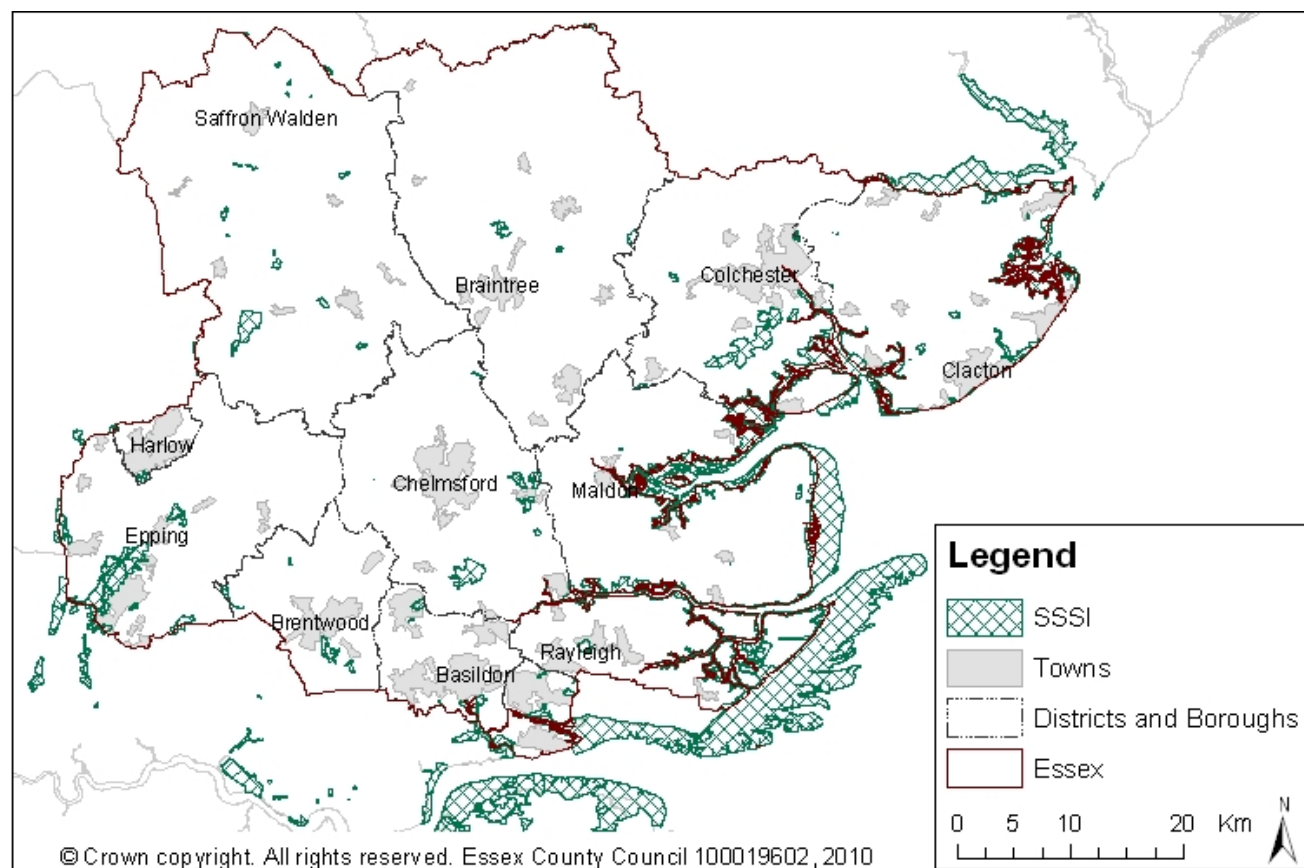 Saffron Walden
Braintree
Colchester
Clacton
Harlow
Chelmsford
Maldon
Epping
Brentwood
Rayleigh
Basildon
Legend
SSSI
Towns
Districts and Boroughs
Essex
0 5 10 20 Km
N
© Crown copyright. All rights reserved. Essex County Council 100019602, 2010